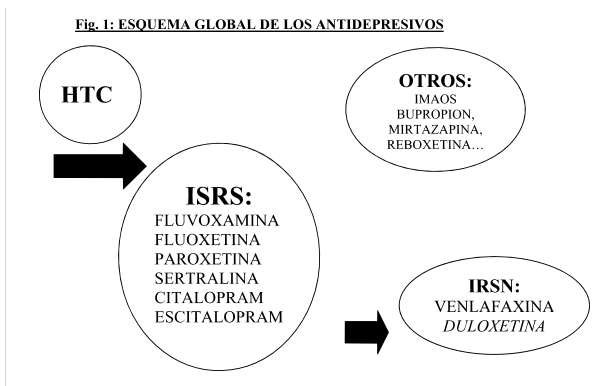 Fig. 1: ESQUEMA GLOBAL DE LOS ANTIDEPRESIVOS
HTC
OTROS:
IMAOS
BUPROPION,
MIRTAZAPINA,
REBOXETINA…
ISRS:
FLUVOXAMINA
FLUOXETINA
PAROXETINA
SERTRALINA
CITALOPRAM
ESCITALOPRAM
IRSN:
VENLAFAXINA
DULOXETINA